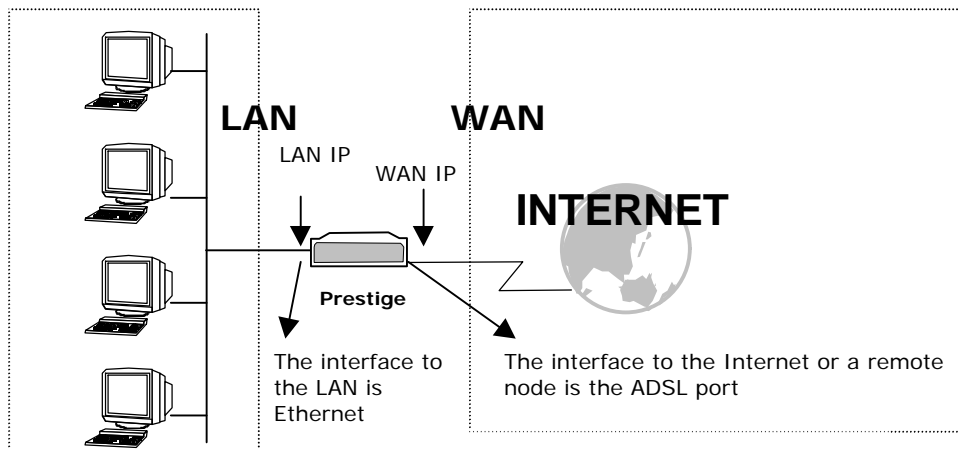 LAN
WAN
LAN IP
WAN IP
INTERNET
Prestige
The interface to
the LAN is
Ethernet
The interface to the Internet or a remote
node is the ADSL port